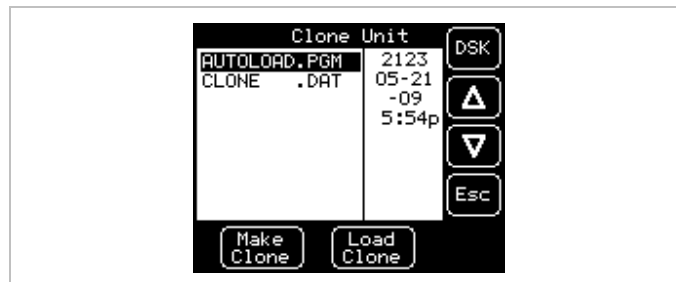 Clone Unit
DSK
AUTOLOAD.PGM
CLONE .DAT
2123
05-21
-09
5:54p
Esc
Make
Clone
Load
Clone